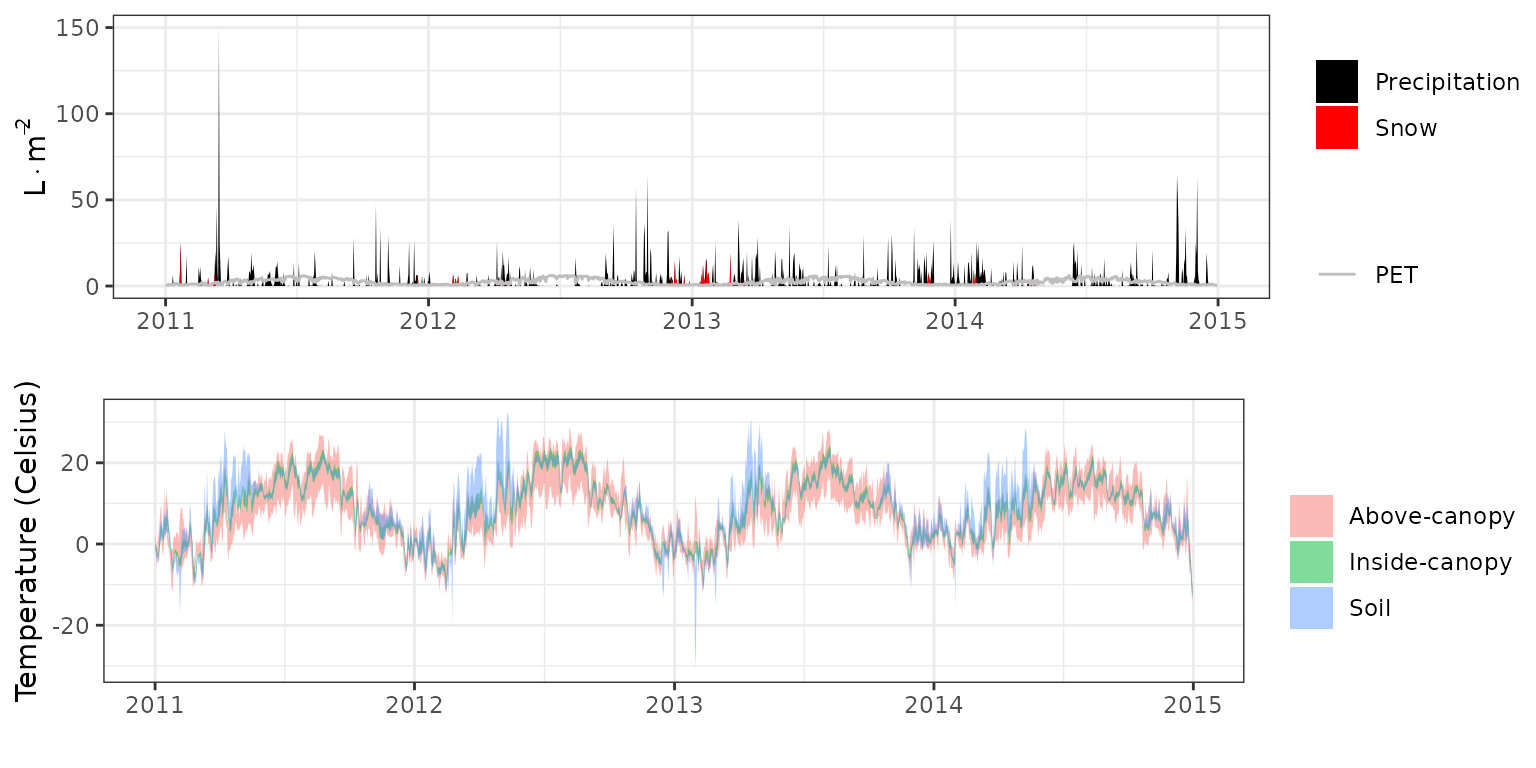 150
100
50
0
L · m⁻²
2011 2012 2013 2014 2015
Precipitation
Snow
PET
20
0
-20
Temperature (Celsius)
2011 2012 2013 2014 2015
Above-canopy
Inside-canopy
Soil